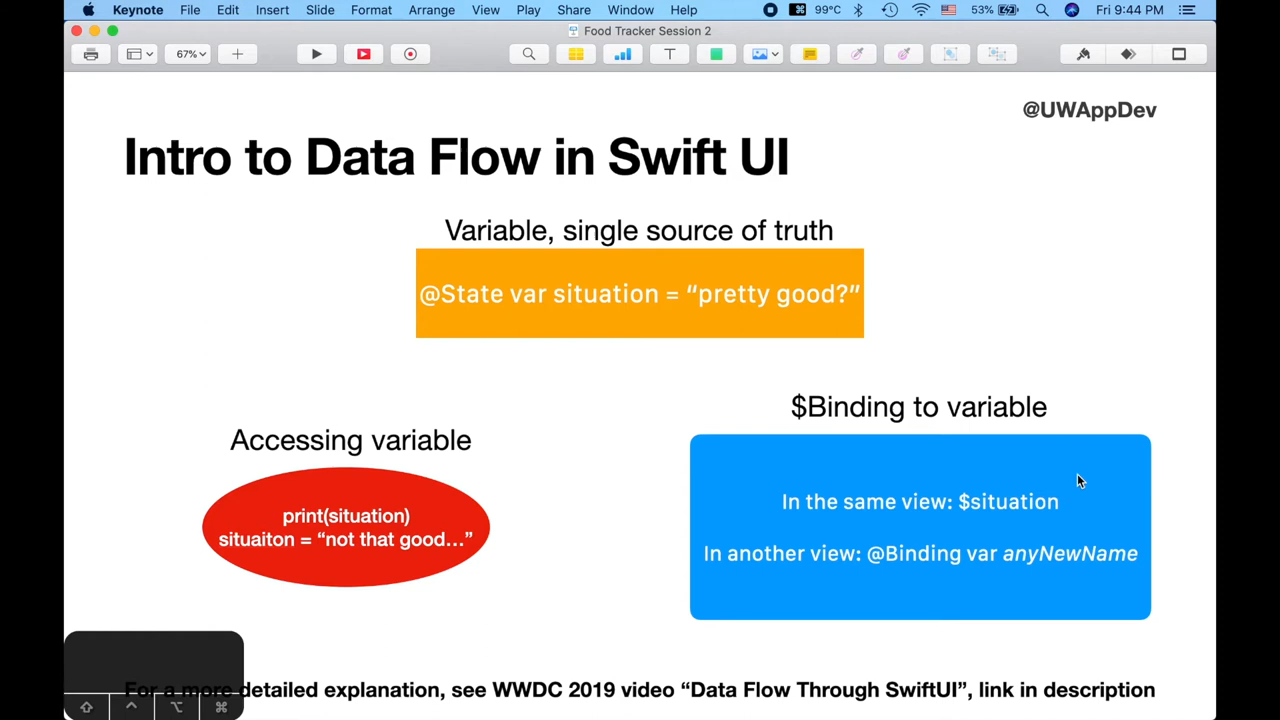 Keynote File Edit Insert Slide Format Arrange View Play Share Window Help 99°C 53% Fri 9:44 PM
Food Tracker Session 2
67%
@UWAppDev
Intro to Data Flow in Swift UI
Variable, single source of truth
@State var situation = “pretty good?”
$Binding to variable
Accessing variable
In the same view: $situation
print(situation)
situaiton = “not that good…”
In another view: @Binding var anyNewName
For a more detailed explanation, see WWDC 2019 video “Data Flow Through SwiftUI”, link in description